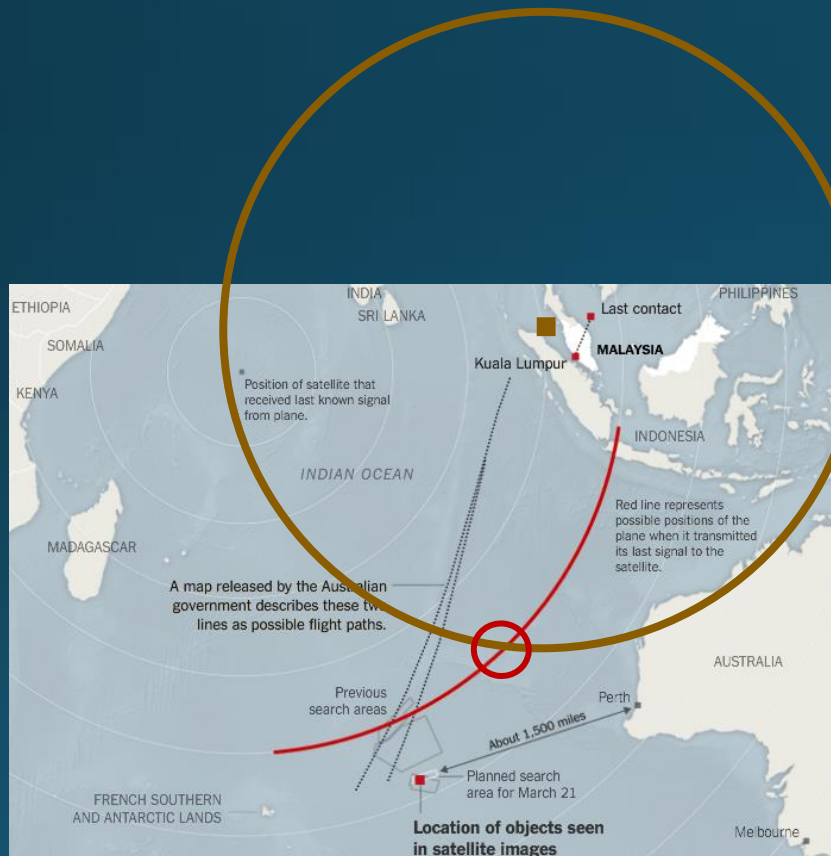 ETHIOPIA
INDIA
SRI LANKA
Last contact
PHILIPPINES
SOMALIA
MALAYSIA
Kuala Lumpur
KENYA
Position of satellite that
received last known signal
from plane.
INDONESIA
INDIAN OCEAN
Red line represents
possible positions of the
plane when it transmitted
its last signal to the
satellite.
MADAGASCAR
A map released by the Australian
government describes these two
lines as possible flight paths.
AUSTRALIA
Previous
search areas
Perth
About 1,500 miles
Planned search
area for March 21
FRENCH SOUTHERN
AND ANTARCTIC LANDS
Location of objects seen
in satellite images
Melbourne